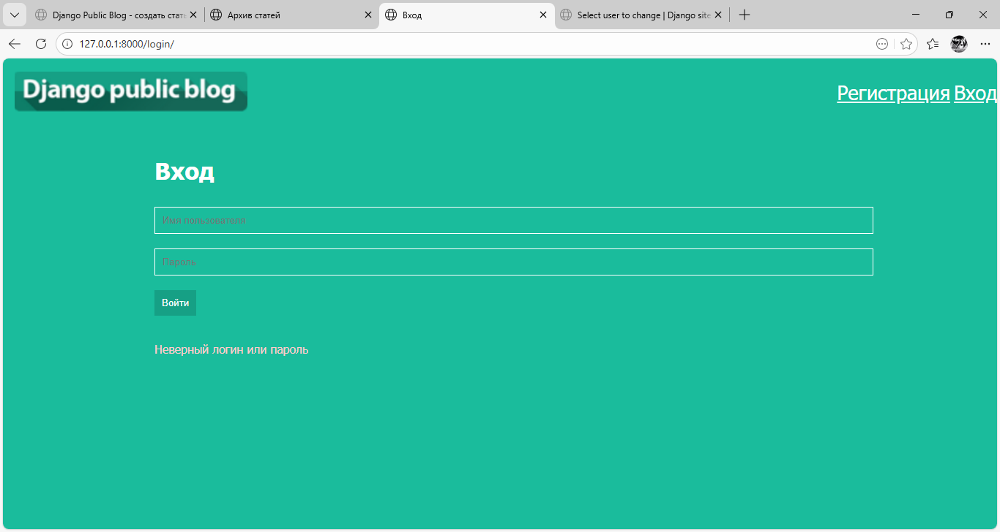 Django Public Blog - создать стать
Архив статей
Вход
Select user to change | Django site
127.0.0.1:8000/login/
Django public blog
Регистрация Вход
Вход
Имя пользователя
Пароль
Войти
Неверный логин или пароль